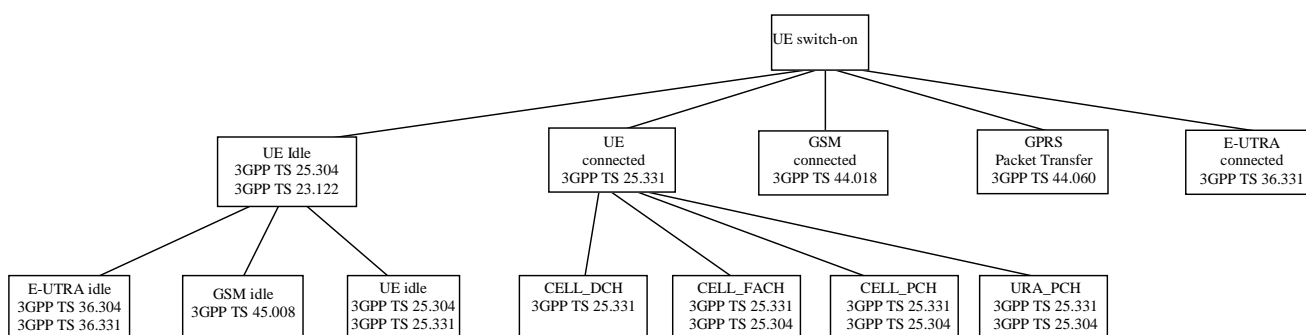 UE switch-on
UE Idle
3GPP TS 25.304
3GPP TS 23.122
UE
connected
3GPP TS 25.331
GSM
connected
3GPP TS 44.018
GPRS
Packet Transfer
3GPP TS 44.060
E-UTRA
connected
3GPP TS 36.331
E-UTRA idle
3GPP TS 36.304
3GPP TS 36.331
GSM idle
3GPP TS 45.008
UE idle
3GPP TS 25.304
3GPP TS 25.331
CELL_DCH
3GPP TS 25.331
CELL_FACH
3GPP TS 25.331
3GPP TS 25.304
CELL_PCH
3GPP TS 25.331
3GPP TS 25.304
URA_PCH
3GPP TS 25.331
3GPP TS 25.304